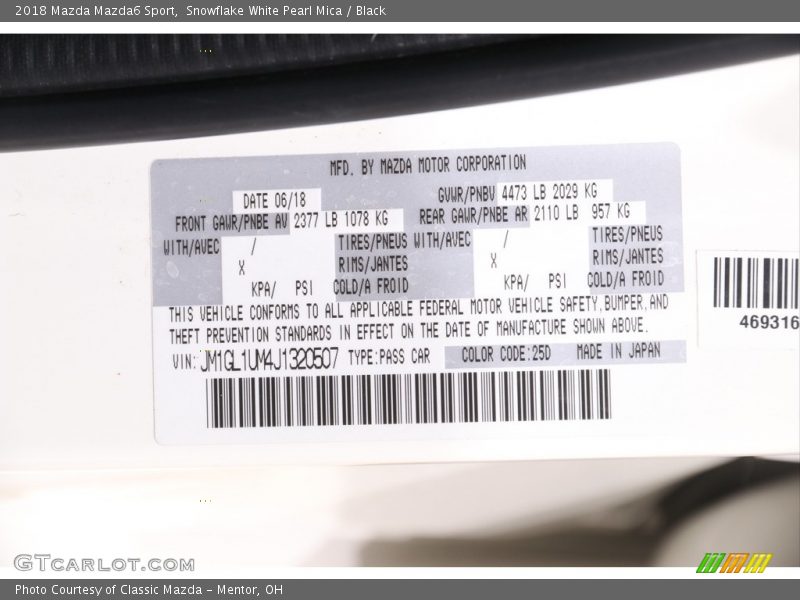 2018 Mazda Mazda6 Sport, Snowflake White Pearl Mica / Black
MFD. BY MAZDA MOTOR CORPORATION
DATE 06/18 GVWR/PNBV 4473 LB 2029 KG
FRONT GAWR/PNBE AV 2377 LB 1078 KG REAR GAWR/PNBE AR 2110 LB 957 KG
WITH/AVEC / TIRES/PNEUS WITH/AVEC / TIRES/PNEUS
X RIMS/JANTES X RIMS/JANTES
KPA/ PSI COLD/A FROID KPA/ PSI COLD/A FROID
THIS VEHICLE CONFORMS TO ALL APPLICABLE FEDERAL MOTOR VEHICLE SAFETY, BUMPER, AND
THEFT PREVENTION STANDARDS IN EFFECT ON THE DATE OF MANUFACTURE SHOWN ABOVE.
VIN: JM1GL1UM4J1320507 TYPE:PASS CAR COLOR CODE:25D MADE IN JAPAN
469316
GTCARLOT.COM
Photo Courtesy of Classic Mazda - Mentor, OH